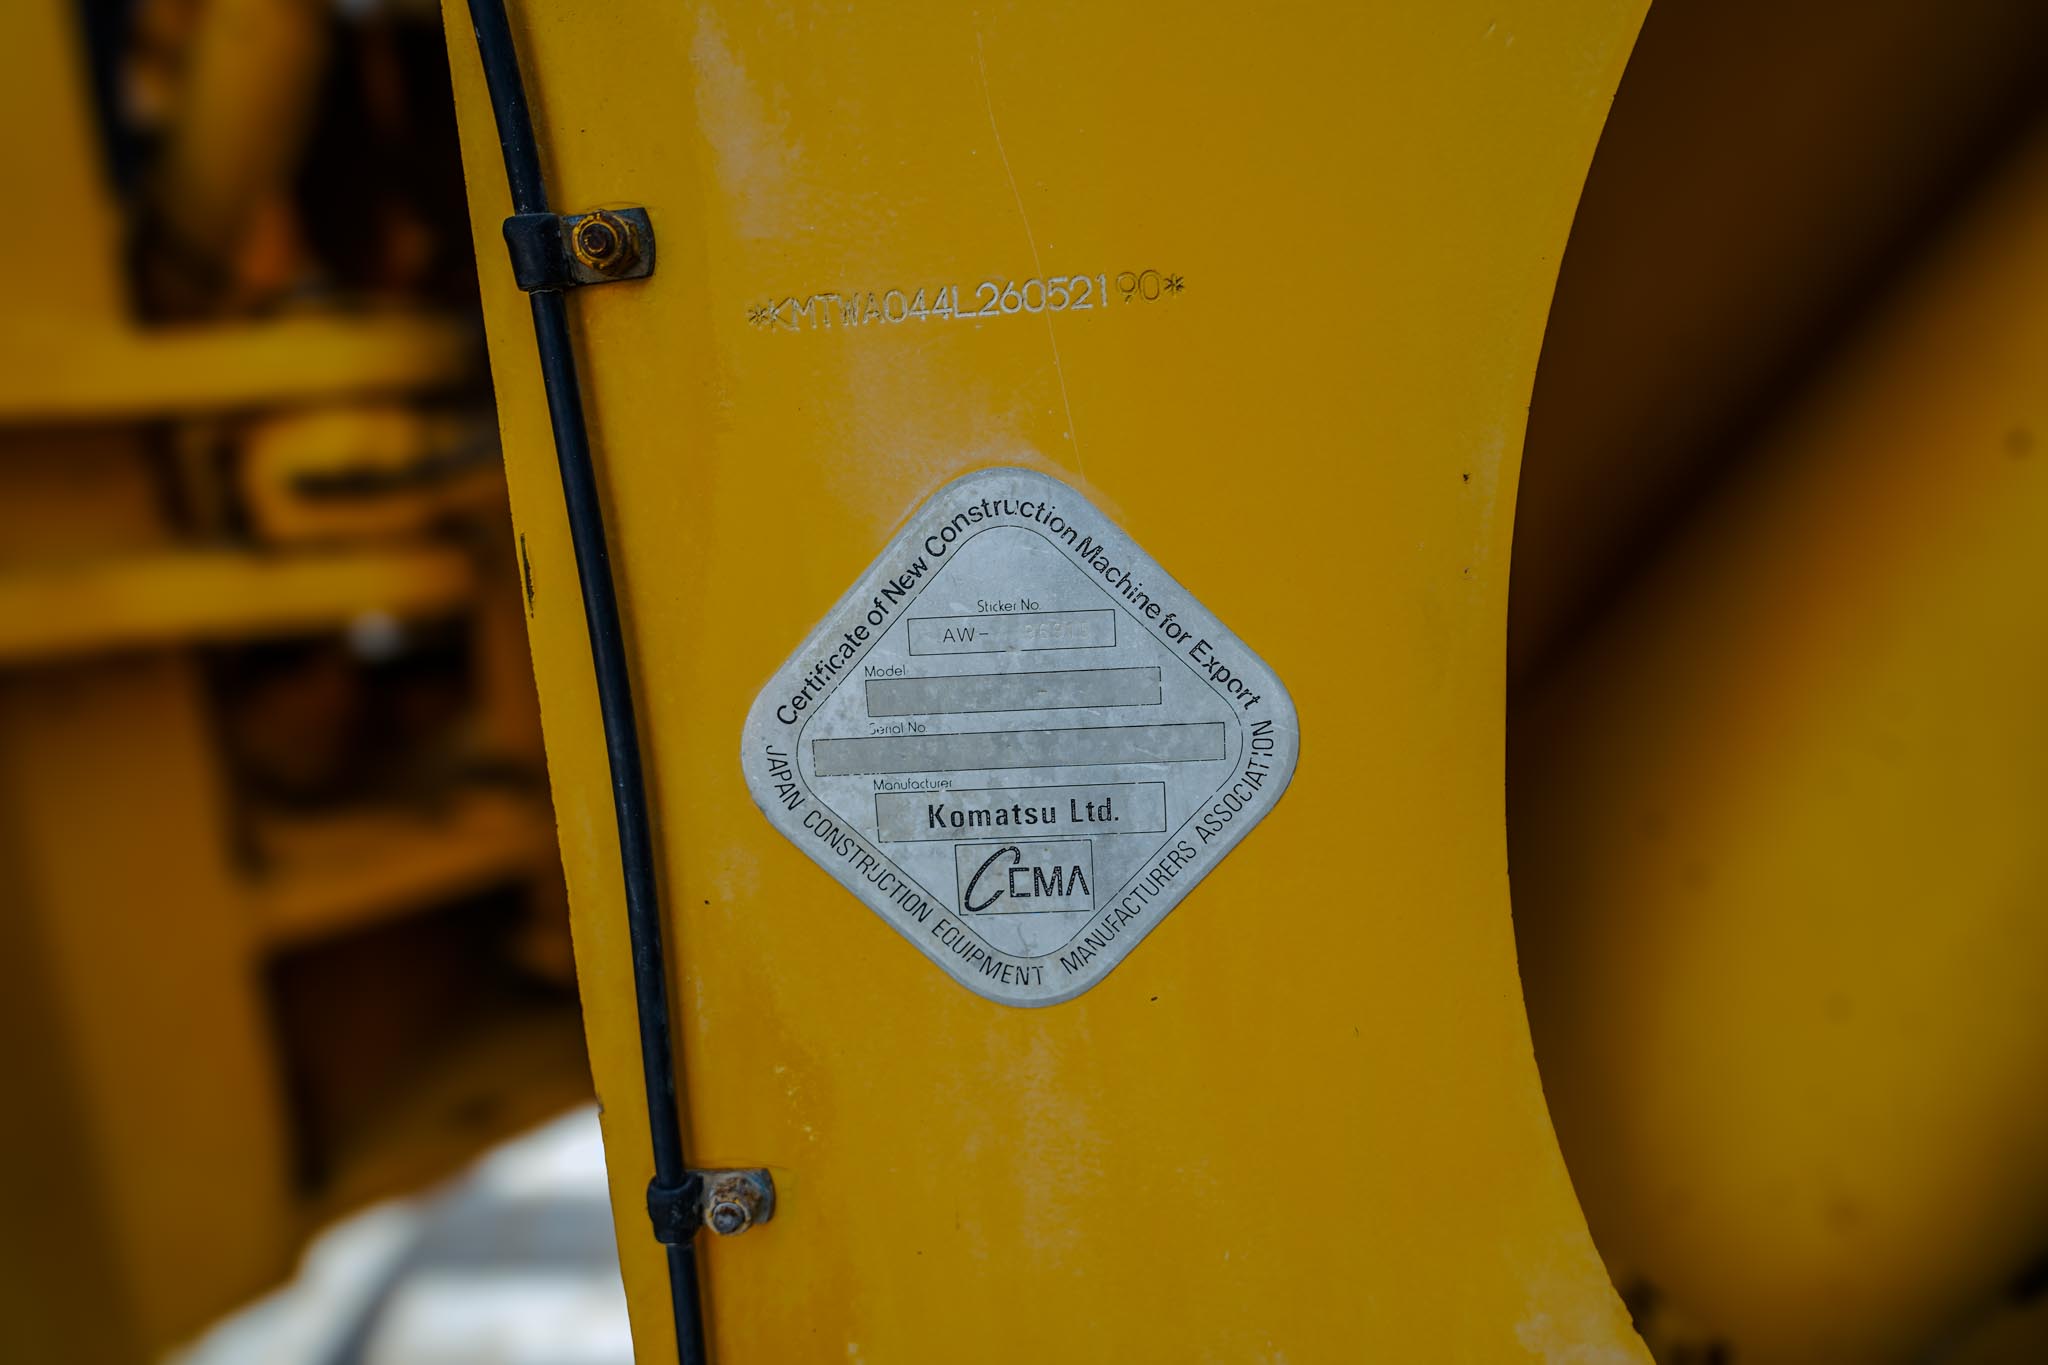 *KMTWA044L26052190*
Certificate of New Construction Machine for Export
Sticker No.
AW-
Model
Serial No.
Manufacturer
Komatsu Ltd.
CEMA
JAPAN CONSTRUCTION EQUIPMENT MANUFACTURERS ASSOCIATION